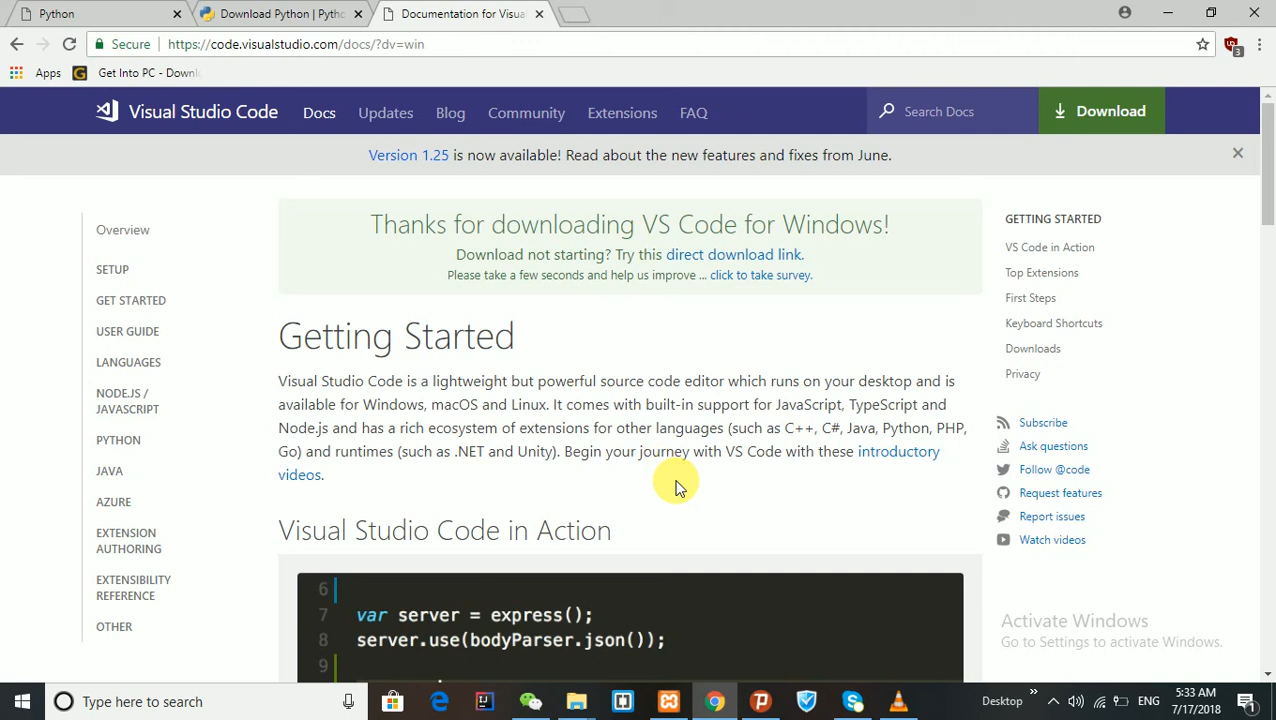 Python
Download Python | Pytho
Documentation for Visual
Secure
https://code.visualstudio.com/docs/?dv=win
3
Apps
Get Into PC - Downl
Visual Studio Code
Docs
Updates
Blog
Community
Extensions
FAQ
Search Docs
Download
Version 1.25 is now available! Read about the new features and fixes from June.
Thanks for downloading VS Code for Windows!
Download not starting? Try this direct download link.
Please take a few seconds and help us improve ... click to take survey.
Overview
SETUP
GET STARTED
USER GUIDE
LANGUAGES
NODE.JS /
JAVASCRIPT
PYTHON
JAVA
AZURE
EXTENSION
AUTHORING
EXTENSIBILITY
REFERENCE
OTHER
Getting Started
Visual Studio Code is a lightweight but powerful source code editor which runs on your desktop and is
available for Windows, macOS and Linux. It comes with built-in support for JavaScript, TypeScript and
Node.js and has a rich ecosystem of extensions for other languages (such as C++, C#, Java, Python, PHP,
Go) and runtimes (such as .NET and Unity). Begin your journey with VS Code with these introductory
videos.
Visual Studio Code in Action
6
7 var server = express();
8 server.use(bodyParser.json());
9
GETTING STARTED
VS Code in Action
Top Extensions
First Steps
Keyboard Shortcuts
Downloads
Privacy
Subscribe
Ask questions
Follow @code
Request features
Report issues
Watch videos
Activate Windows
Go to Settings to activate Windows.
Type here to search
Desktop
ENG
5:33 AM
7/17/2018
1